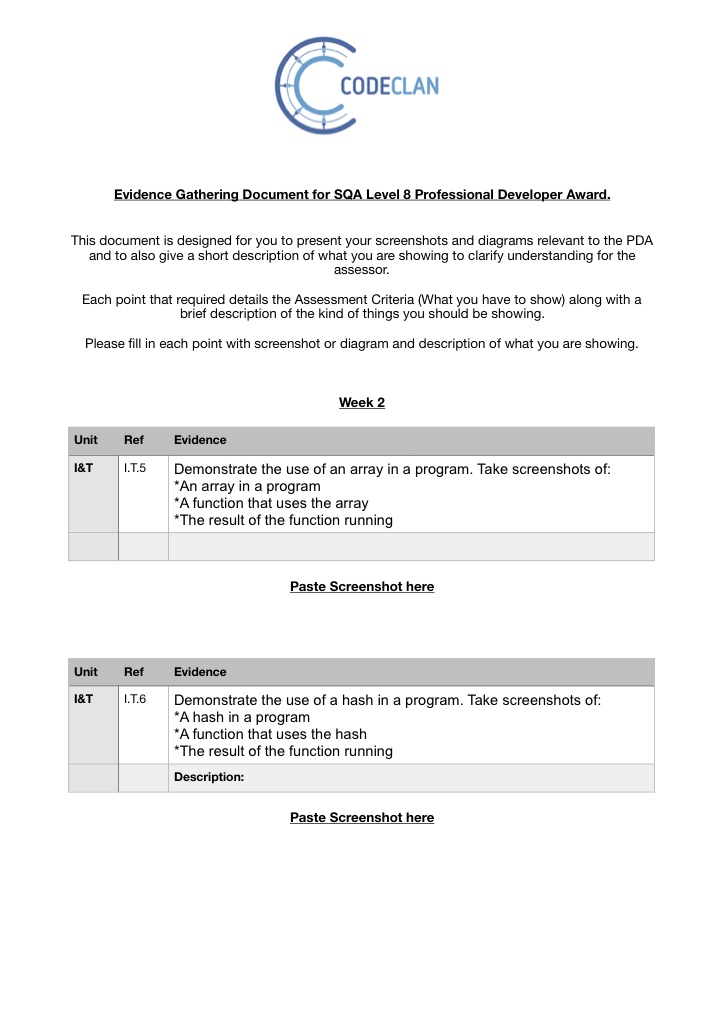 CODECLAN
Evidence Gathering Document for SQA Level 8 Professional Developer Award.
This document is designed for you to present your screenshots and diagrams relevant to the PDA
and to also give a short description of what you are showing to clarify understanding for the
assessor.
Each point that required details the Assessment Criteria (What you have to show) along with a
brief description of the kind of things you should be showing.
Please fill in each point with screenshot or diagram and description of what you are showing.
Week 2
Unit Ref Evidence
I&T I.T.5 Demonstrate the use of an array in a program. Take screenshots of:
*An array in a program
*A function that uses the array
*The result of the function running
Paste Screenshot here
Unit Ref Evidence
I&T I.T.6 Demonstrate the use of a hash in a program. Take screenshots of:
*A hash in a program
*A function that uses the hash
*The result of the function running
Description:
Paste Screenshot here